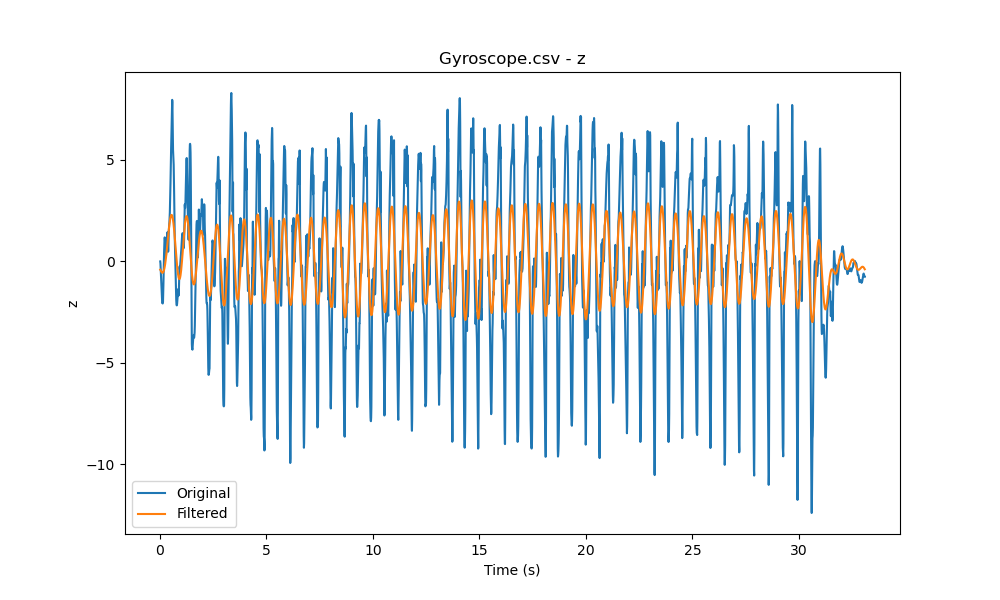 Gyroscope.csv - z
5
0
−5
−10
z
Original
Filtered
0 5 10 15 20 25 30
Time (s)